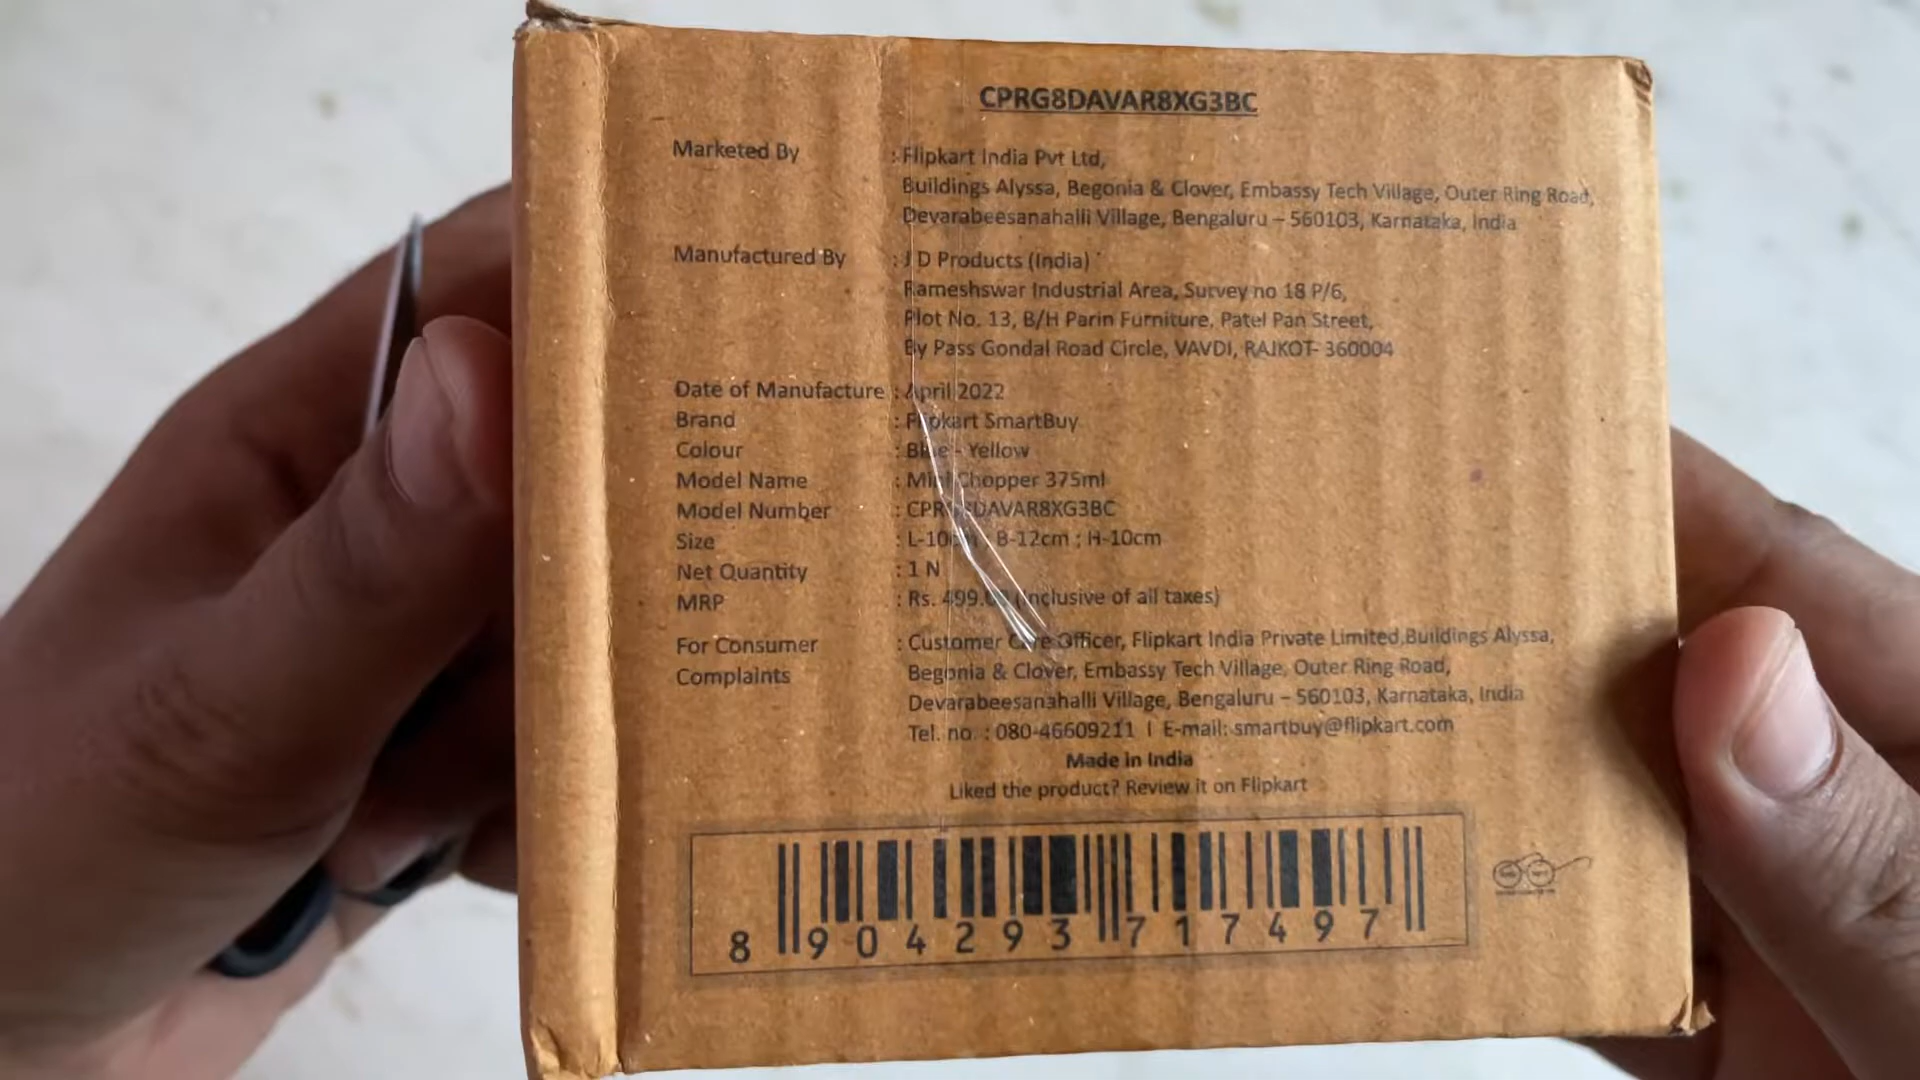 CPRG8DAVAR8XG3BC
Marketed By : Flipkart India Pvt Ltd,
Buildings Alyssa, Begonia & Clover, Embassy Tech Village, Outer Ring Road,
Devarabeesanahalli Village, Bengaluru – 560103, Karnataka, India
Manufactured By : J D Products (India)
Rameshswar Industrial Area, Survey no 18 P/6,
Plot No. 13, B/H Parin Furniture, Patel Pan Street,
By Pass Gondal Road Circle, VAVDI, RAJKOT- 360004
Date of Manufacture : April 2022
Brand : Flipkart SmartBuy
Colour : Blue - Yellow
Model Name : Mini Chopper 375ml
Model Number : CPRG8DAVAR8XG3BC
Size : L-10cm ; B-12cm ; H-10cm
Net Quantity : 1 N
MRP : Rs. 499.00 (Inclusive of all taxes)
For Consumer : Customer Care Officer, Flipkart India Private Limited,Buildings Alyssa,
Complaints Begonia & Clover, Embassy Tech Village, Outer Ring Road,
Devarabeesanahalli Village, Bengaluru – 560103, Karnataka, India
Tel. no. : 080-46609211 I E-mail: smartbuy@flipkart.com
Made in India
Liked the product? Review it on Flipkart
8 904293 717497